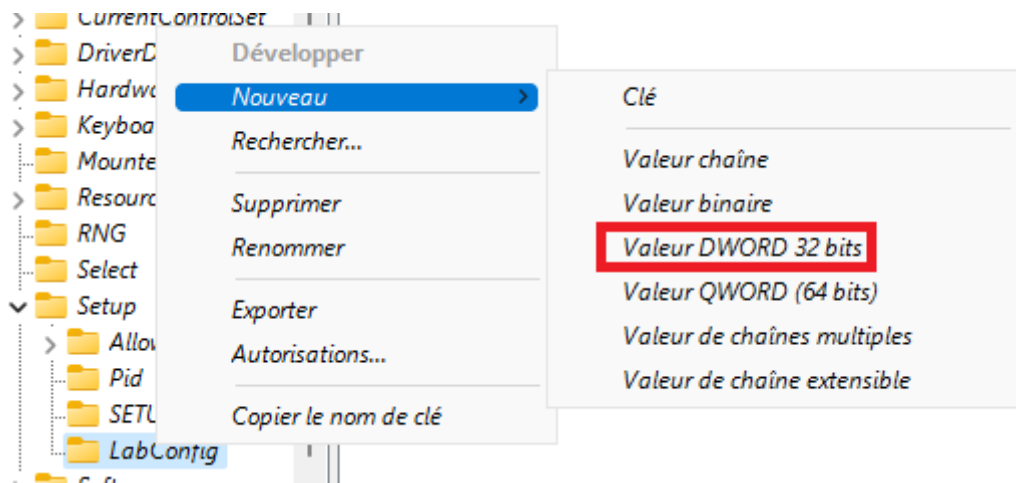 CurrentControlSet
DriverD
Développer
Hardwa
Nouveau
Clé
Keyboa
Rechercher...
Mounte
Valeur chaîne
Resourc
Supprimer
Valeur binaire
RNG
Renommer
Valeur DWORD 32 bits
Select
Setup
Exporter
Valeur QWORD (64 bits)
Allow
Autorisations...
Valeur de chaînes multiples
Pid
Valeur de chaîne extensible
SETU
Copier le nom de clé
LabConfig